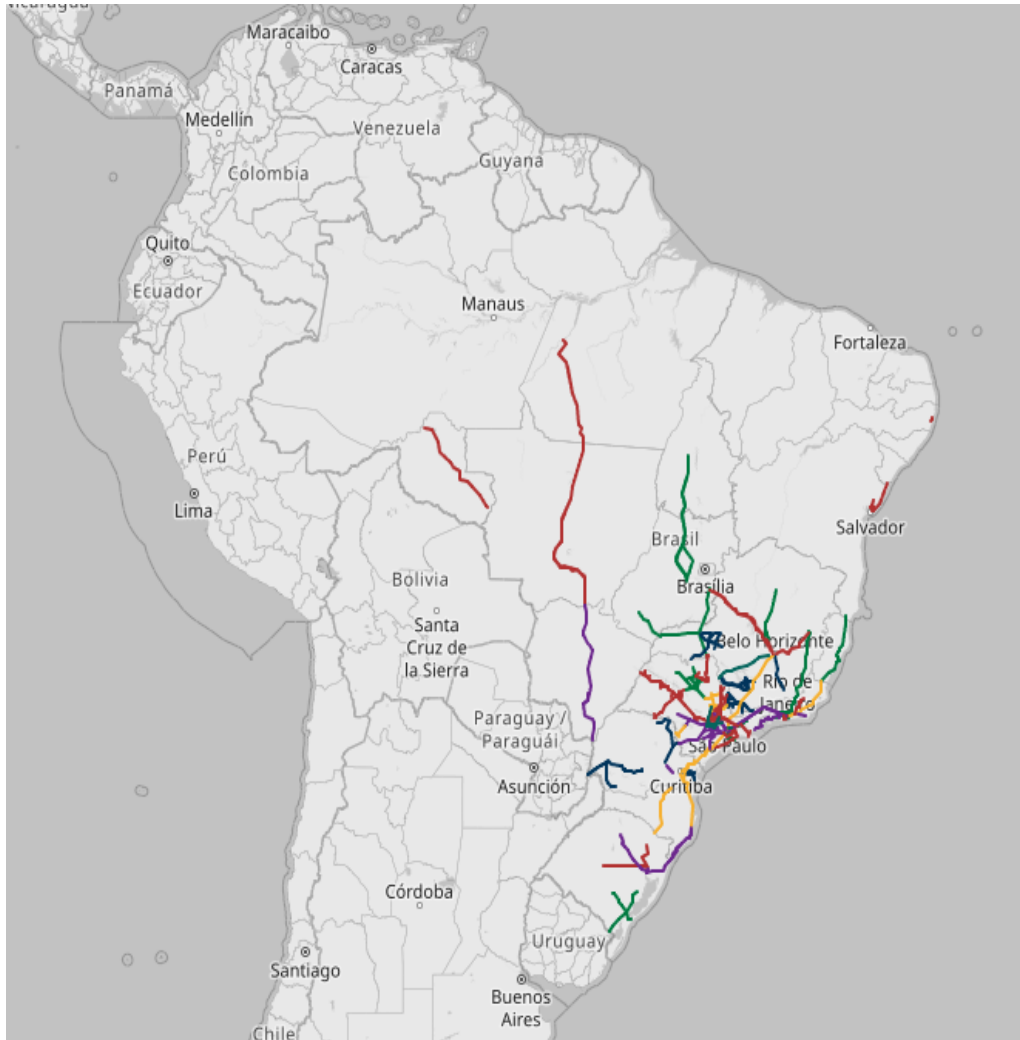 Nicaragua
Maracaibo
Caracas
Panamá
Medellín
Venezuela
Guyana
Colombia
Quito
Ecuador
Manaus
Fortaleza
Perú
Lima
Salvador
Brasil
Bolivia
Brasília
Santa
Cruz de
la Sierra
Belo Horizonte
Rio de
Janeiro
Paraguay /
Paraguái
São Paulo
Asunción
Curitiba
Córdoba
Uruguay
Santiago
Buenos
Aires
Chile